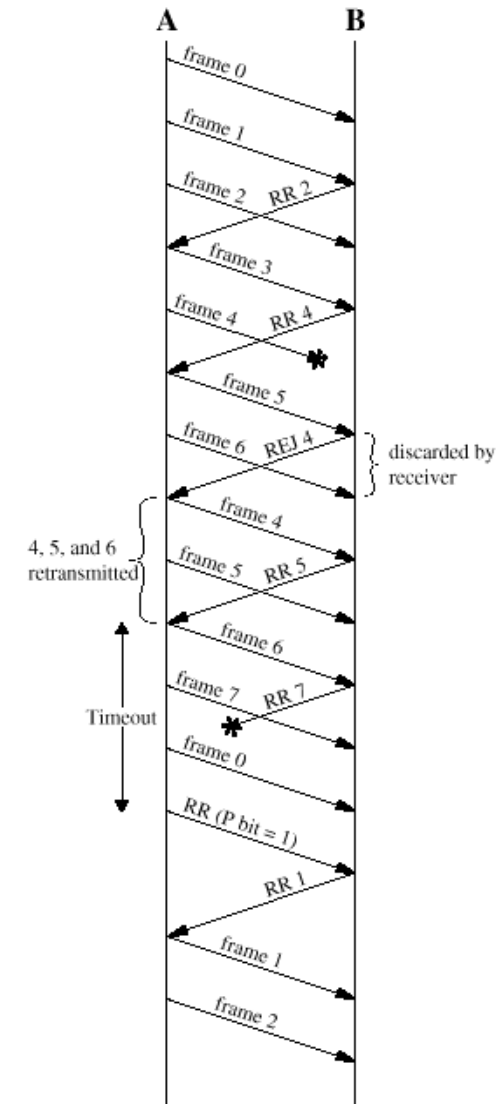 A
B
frame 0
frame 1
frame 2
RR 2
frame 3
frame 4
RR 4
frame 5
frame 6
REJ 4
discarded by
receiver
frame 4
4, 5, and 6
retransmitted
frame 5
RR 5
frame 6
frame 7
RR 7
Timeout
frame 0
RR (P bit = 1)
RR 1
frame 1
frame 2